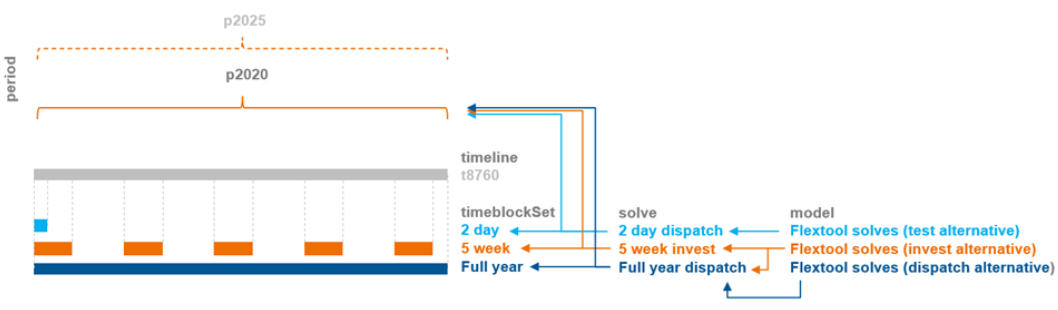 p2025
period
p2020
timeline
t8760
timeblockSet solve model
2 day 2 day dispatch Flextool solves (test alternative)
5 week 5 week invest Flextool solves (invest alternative)
Full year Full year dispatch Flextool solves (dispatch alternative)